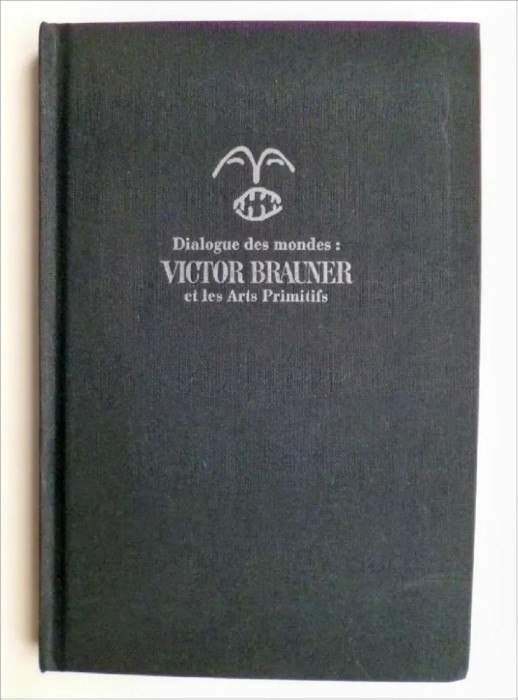 Dialogue des mondes :
VICTOR BRAUNER
et les Arts Primitifs